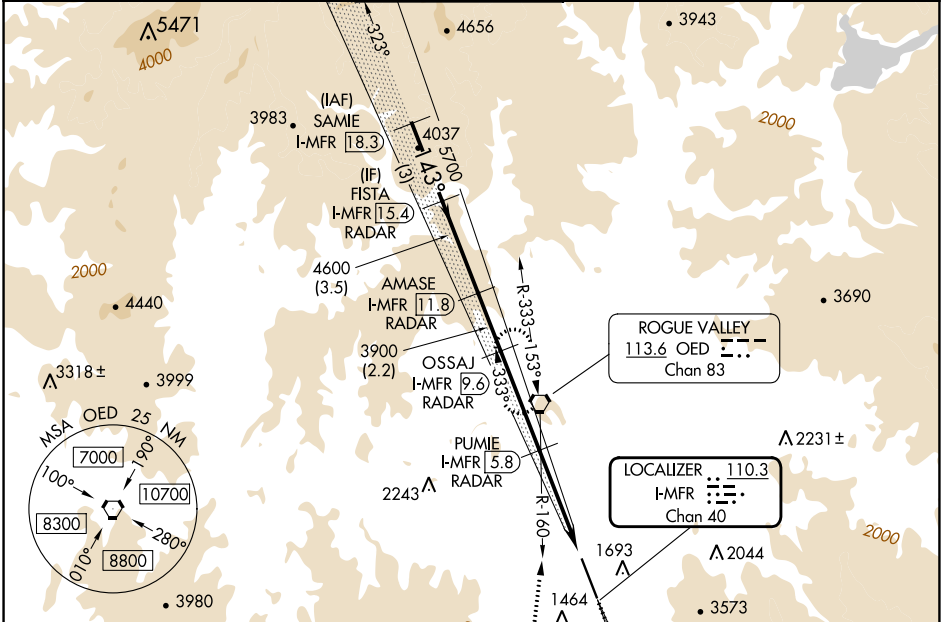 5471
4656
3943
4000
323°
(IAF)
SAMIE
I-MFR 18.3
3983
4037
2000
5700
143°
(3)
(IF)
FISTA
I-MFR 15.4
RADAR
2000
4600
(3.5)
AMASE
I-MFR 11.8
RADAR
4440
R-333
153°
3690
3900
(2.2)
OSSAJ
I-MFR 9.6
RADAR
333°
ROGUE VALLEY
113.6 OED
Chan 83
3318 ±
3999
MSA OED 25 NM
7000
190°
100°
10700
8300
280°
010°
8800
PUMIE
I-MFR 5.8
RADAR
2231 ±
2243
R-160
LOCALIZER 110.3
I-MFR
Chan 40
2000
1693
2044
3980
1464
3573